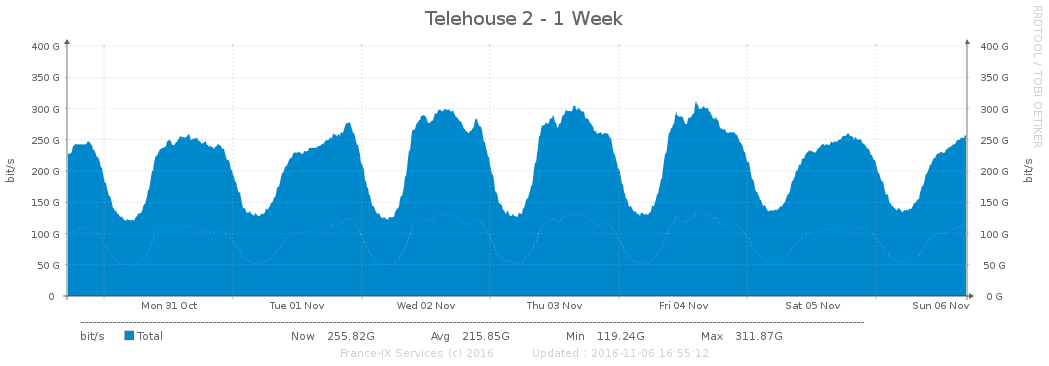 Telehouse 2 - 1 Week
RRDTOOL / TOBI OETIKER
400 G 400 G
350 G 350 G
300 G 300 G
250 G 250 G
200 G 200 G
150 G 150 G
100 G 100 G
50 G 50 G
0 0 G
bit/s bit/s
Mon 31 Oct Tue 01 Nov Wed 02 Nov Thu 03 Nov Fri 04 Nov Sat 05 Nov Sun 06 Nov
bit/s Total Now 255.82G Avg 215.85G Min 119.24G Max 311.87G
France-IX Services (c) 2016 Updated : 2016-11-06 16:55:12